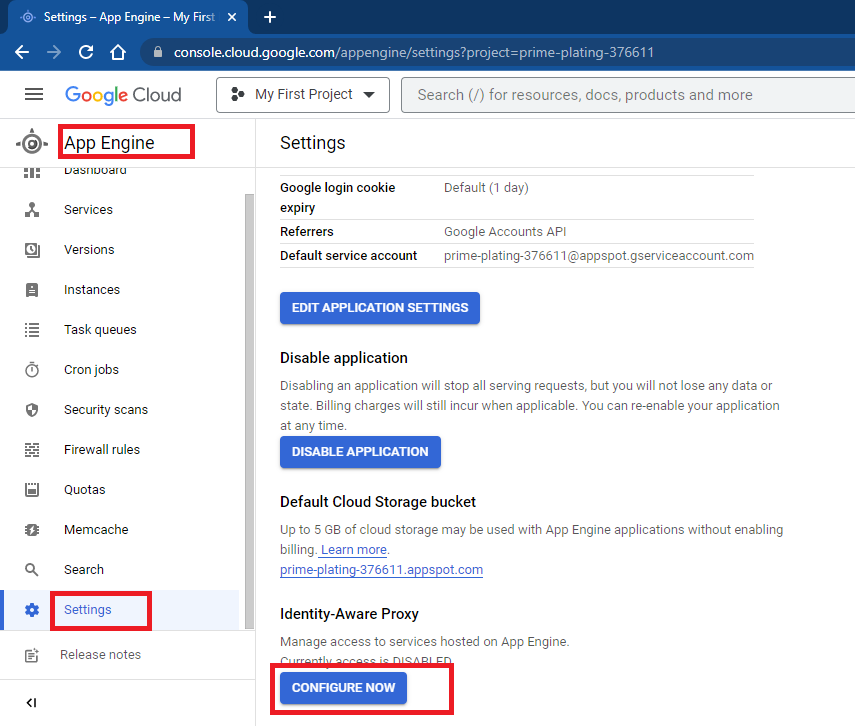 Settings – App Engine – My First
console.cloud.google.com/appengine/settings?project=prime-plating-376611
Google Cloud
My First Project
Search (/) for resources, docs, products and more
App Engine
Dashboard
Services
Versions
Instances
Task queues
Cron jobs
Security scans
Firewall rules
Quotas
Memcache
Search
Settings
Release notes
Settings
Google login cookie
expiry
Default (1 day)
Referrers
Google Accounts API
Default service account
prime-plating-376611@appspot.gserviceaccount.com
EDIT APPLICATION SETTINGS
Disable application
Disabling an application will stop all serving requests, but you will not lose any data or
state. Billing charges will still incur when applicable. You can re-enable your application
at any time.
DISABLE APPLICATION
Default Cloud Storage bucket
Up to 5 GB of cloud storage may be used with App Engine applications without enabling
billing. Learn more.
prime-plating-376611.appspot.com
Identity-Aware Proxy
Manage access to services hosted on App Engine.
Currently access is DISABLED
CONFIGURE NOW